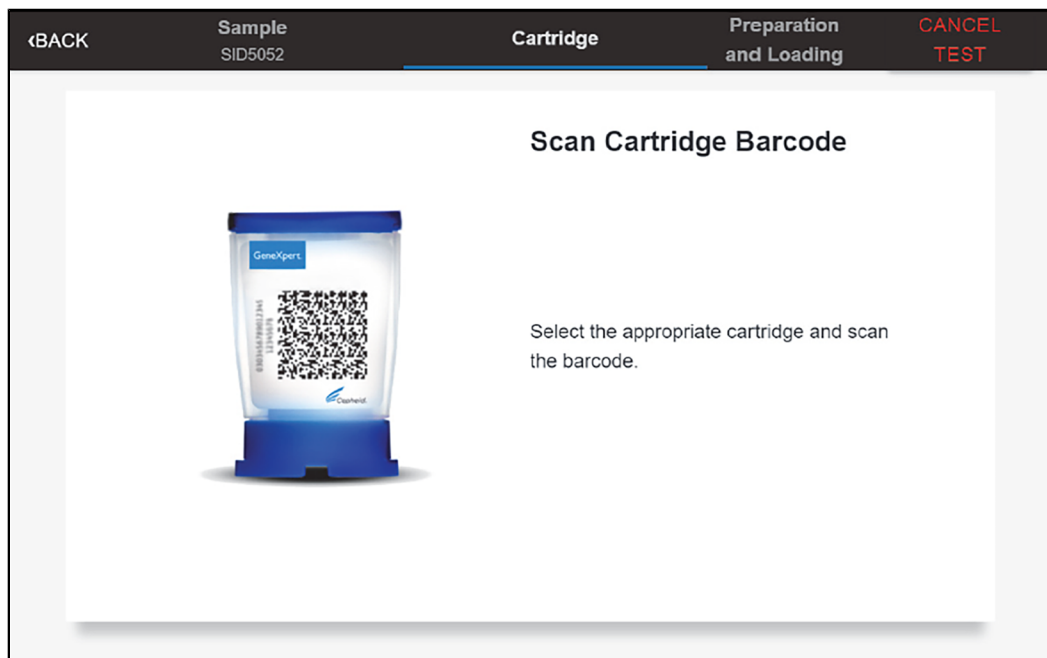 ‹BACK
Sample
SID5052
Cartridge
Preparation
and Loading
CANCEL
TEST
Scan Cartridge Barcode
GeneXpert
Cepheid.
Select the appropriate cartridge and scan
the barcode.